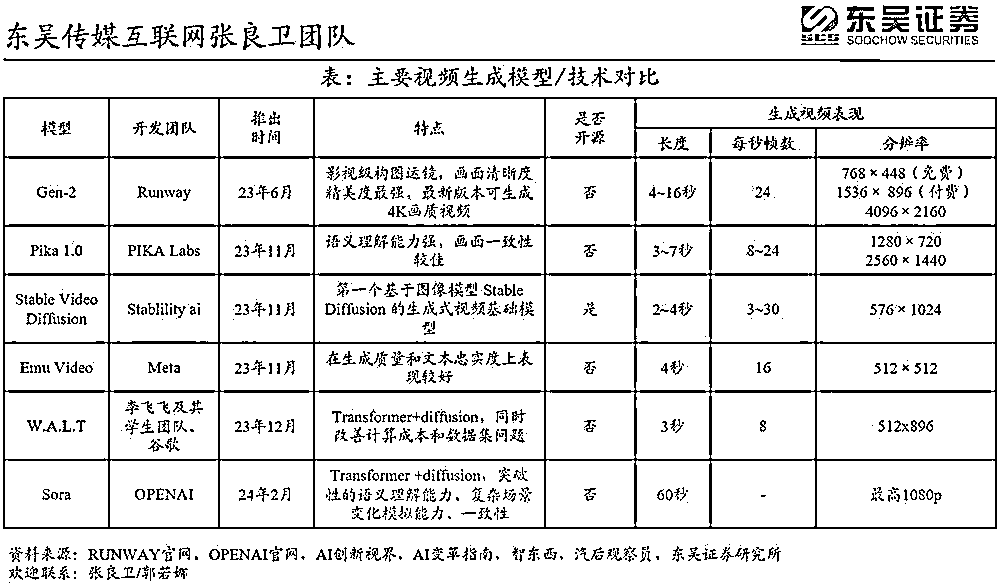 东吴传媒互联网张良卫团队
东吴证券
SCS
SOOCHOW SECURITIES
表：主要视频生成模型/技术对比
模型 开发团队 推出时间 特点 是否开源 生成视频表现
长度 每秒帧数 分辨率
Gen-2 Runway 23年6月 影视级构图运镜，画面清晰度精美度最强。最新版本可生成4K画质视频 否 4~16秒 24 768×448（免费） 1536×896（付费） 4096×2160
Pika 1.0 PIKA Labs 23年11月 语义理解能力强，画面一致性较佳 否 3~7秒 8~24 1280×720 2560×1440
Stable Video Diffusion Stablility ai 23年11月 第一个基于图像模型 Stable Diffusion 的生成式视频基础模型 是 2~4秒 3~30 576×1024
Emu Video Meta 23年11月 在生成质量和文本忠实度上表现较好 否 4秒 16 512×512
W.A.L.T 李飞飞及其学生团队、谷歌 23年12月 Transformer+diffusion，同时改善计算成本和数据集问题 否 3秒 8 512x896
Sora OPENAI 24年2月 Transformer +diffusion，突破性的语义理解能力、复杂场景变化模拟能力、一致性 否 60秒 - 最高1080p
资料来源：RUNWAY官网，OPENAI官网，AI创新视界，AI变革指南，智东西，汽后观察员，东吴证券研究所
欢迎联系：张良卫/郭若娜